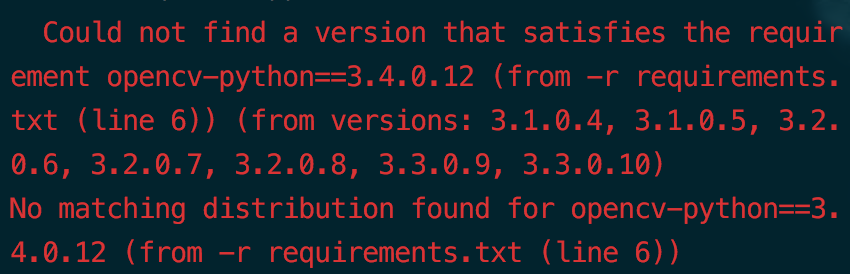 Could not find a version that satisfies the requir
ement opencv-python==3.4.0.12 (from -r requirements.
txt (line 6)) (from versions: 3.1.0.4, 3.1.0.5, 3.2.
0.6, 3.2.0.7, 3.2.0.8, 3.3.0.9, 3.3.0.10)
No matching distribution found for opencv-python==3.
4.0.12 (from -r requirements.txt (line 6))